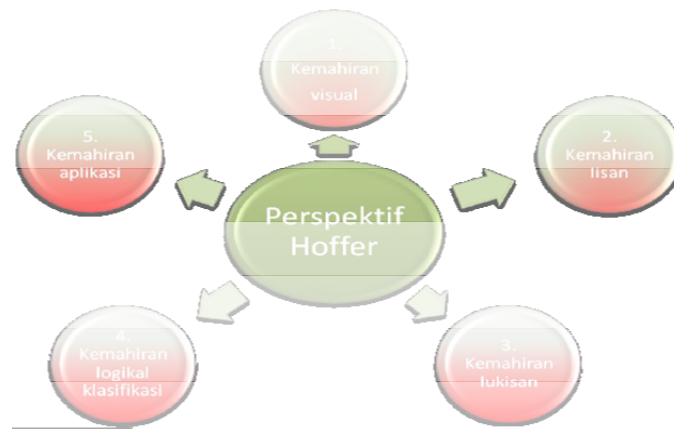 Perspektif
Hoffer
1.
Kemahiran
visual
2.
Kemahiran
lisan
3.
Kemahiran
lukisan
4.
Kemahiran
logikal
klasifikasi
5.
Kemahiran
aplikasi